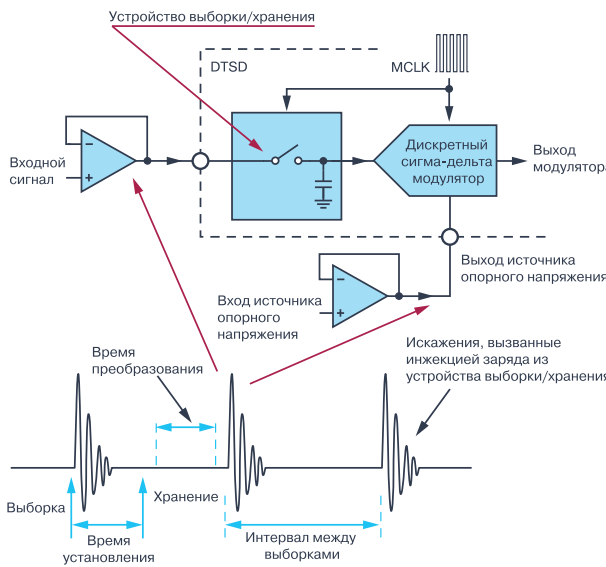 Устройство выборки/хранения
DTSD
MCLK
Входной
сигнал
Дискретный
сигма-дельта
модулятор
Выход
модулятора
Выход источника
опорного напряжения
Вход источника
опорного
напряжения
Время
преобразования
Искажения, вызванные
инжекцией заряда из
устройства выборки/хранения
Выборка
Хранение
Время
установления
Интервал между
выборками